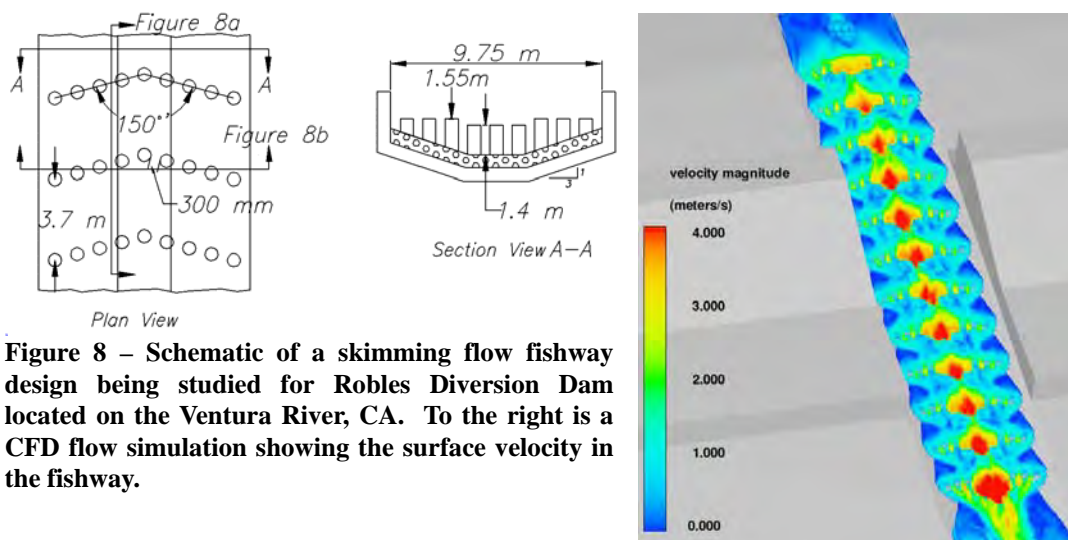 Figure 8a
A A
150°
Figure 8b
300 mm
3.7 m
Plan View
9.75 m
1.55m
1
3
1.4 m
Section View A-A
Figure 8 – Schematic of a skimming flow fishway
design being studied for Robles Diversion Dam
located on the Ventura River, CA. To the right is a
CFD flow simulation showing the surface velocity in
the fishway.
velocity magnitude
(meters/s)
4.000
3.000
2.000
1.000
0.000